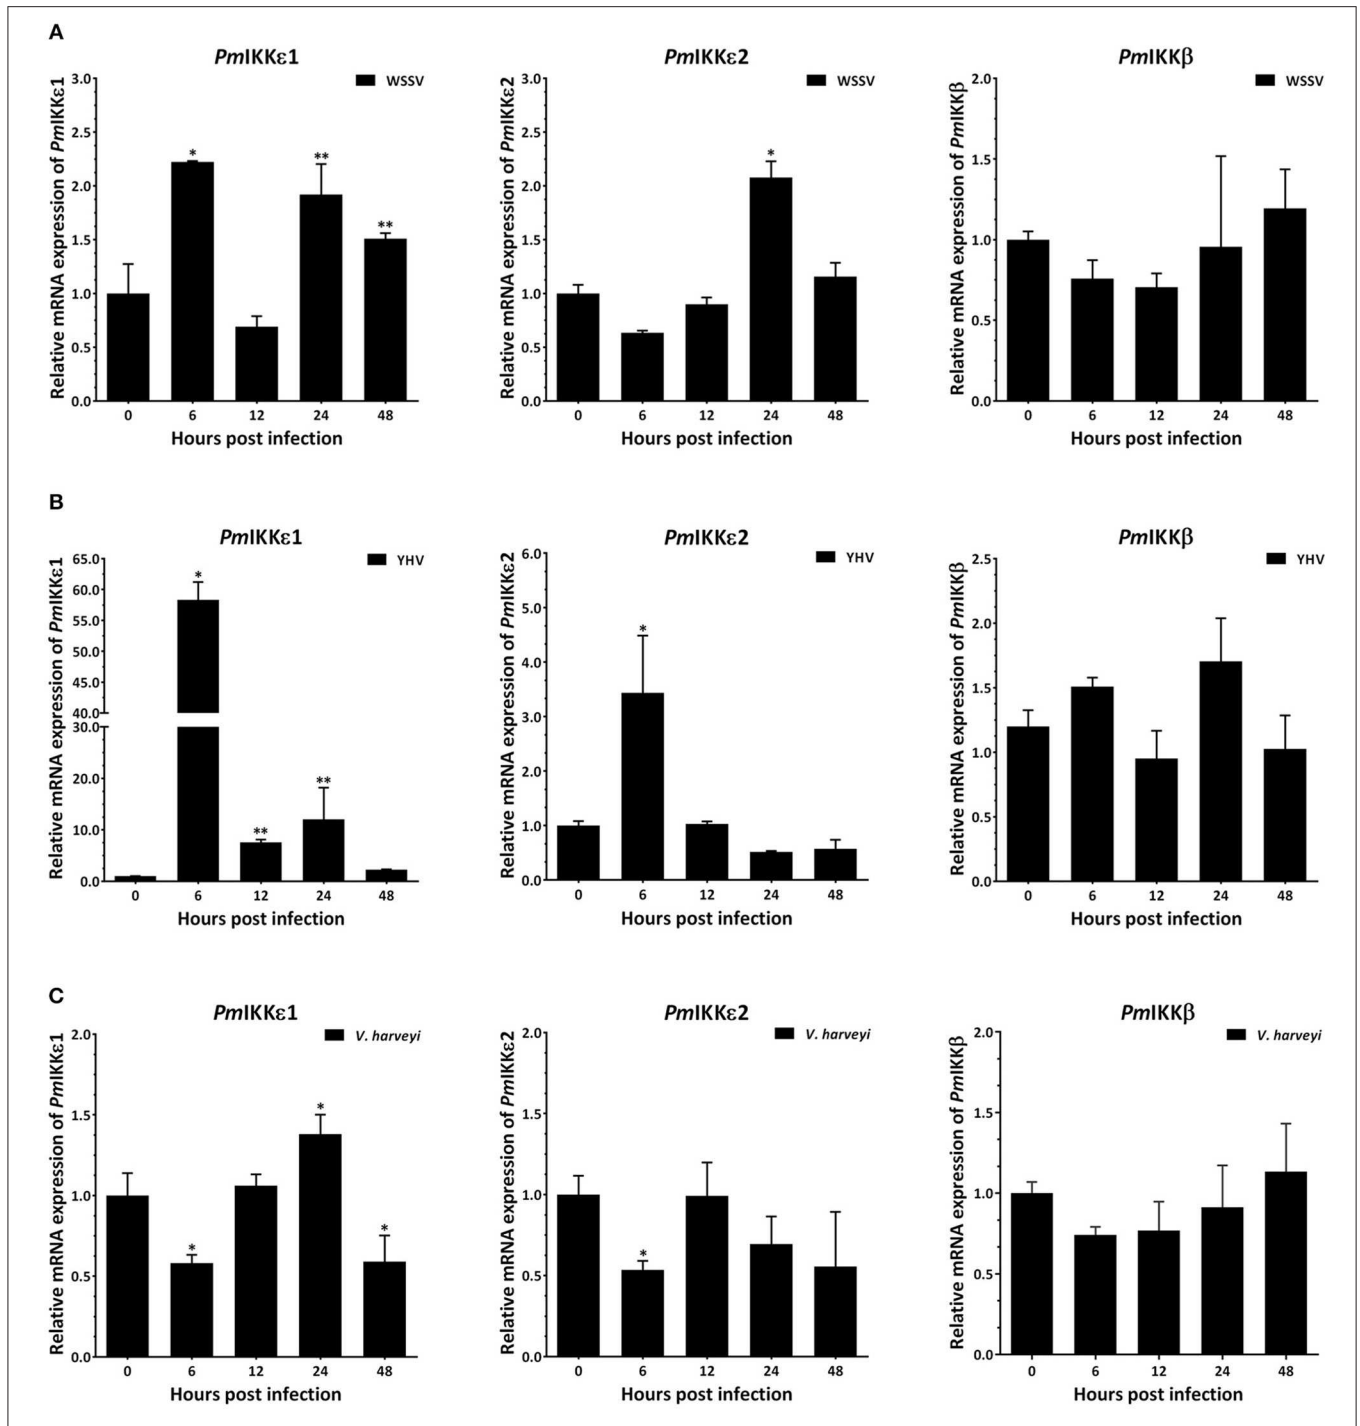 A
PmIKKε1
WSSV
Relative mRNA expression of PmIKKε1
3.0
2.5
2.0
1.5
1.0
0.5
0.0
*
**
**
0 6 12 24 48
Hours post infection
PmIKKε2
WSSV
Relative mRNA expression of PmIKKε2
3.0
2.5
2.0
1.5
1.0
0.5
0.0
*
0 6 12 24 48
Hours post infection
PmIKKβ
WSSV
Relative mRNA expression of PmIKKβ
2.0
1.5
1.0
0.5
0.0
0 6 12 24 48
Hours post infection
B
PmIKKε1
YHV
Relative mRNA expression of PmIKKε1
65.0
60.0
55.0
50.0
45.0
40.0
30.0
20.0
10.0
0.0
*
**
**
0 6 12 24 48
Hours post infection
PmIKKε2
YHV
Relative mRNA expression of PmIKKε2
6.0
5.0
4.0
3.0
2.0
1.0
0.0
*
0 6 12 24 48
Hours post infection
PmIKKβ
YHV
Relative mRNA expression of PmIKKβ
2.5
2.0
1.5
1.0
0.5
0.0
0 6 12 24 48
Hours post infection
C
PmIKKε1
V. harveyi
Relative mRNA expression of PmIKKε1
2.0
1.5
1.0
0.5
0.0
*
*
*
0 6 12 24 48
Hours post infection
PmIKKε2
V. harveyi
Relative mRNA expression of PmIKKε2
2.0
1.5
1.0
0.5
0.0
*
0 6 12 24 48
Hours post infection
PmIKKβ
V. harveyi
Relative mRNA expression of PmIKKβ
2.0
1.5
1.0
0.5
0.0
0 6 12 24 48
Hours post infection